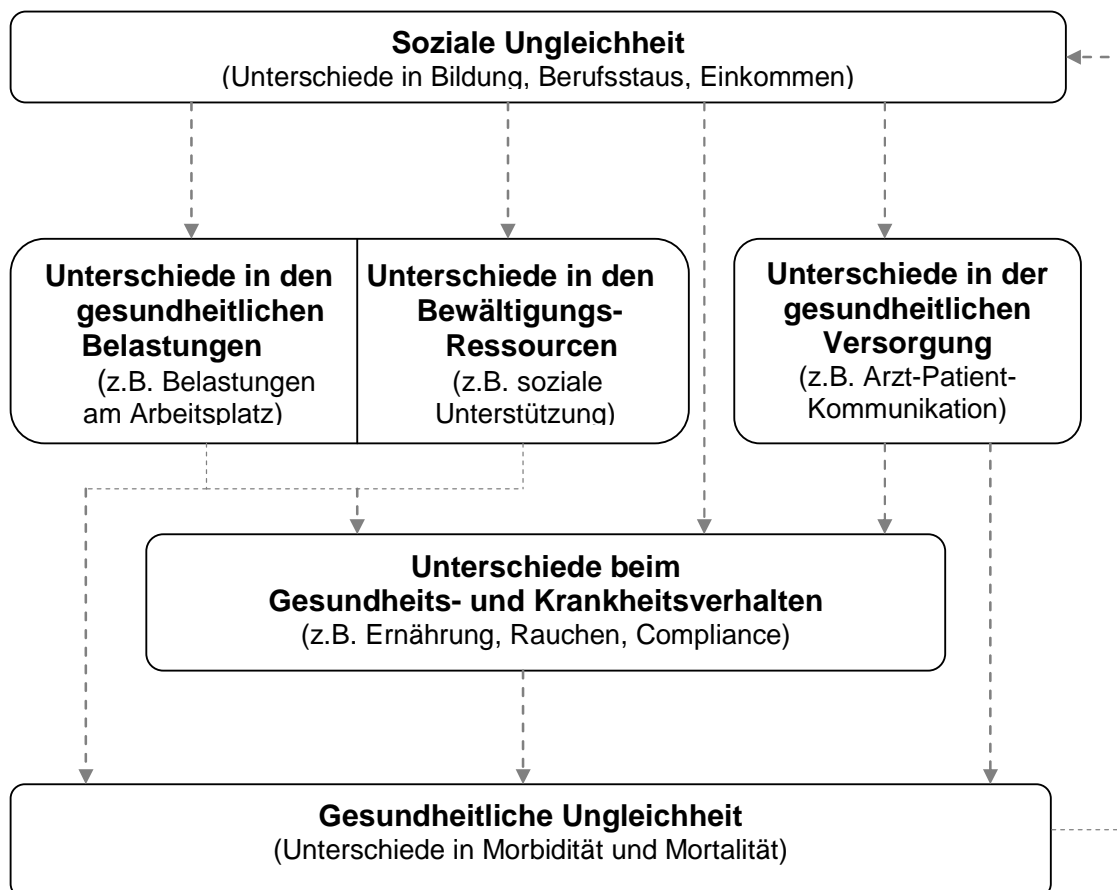 Soziale Ungleichheit
(Unterschiede in Bildung, Berufsstaus, Einkommen)
Unterschiede in den
gesundheitlichen
Belastungen
(z.B. Belastungen
am Arbeitsplatz)
Unterschiede in den
Bewältigungs-
Ressourcen
(z.B. soziale
Unterstützung)
Unterschiede in der
gesundheitlichen
Versorgung
(z.B. Arzt-Patient-
Kommunikation)
Unterschiede beim
Gesundheits- und Krankheitsverhalten
(z.B. Ernährung, Rauchen, Compliance)
Gesundheitliche Ungleichheit
(Unterschiede in Morbidität und Mortalität)